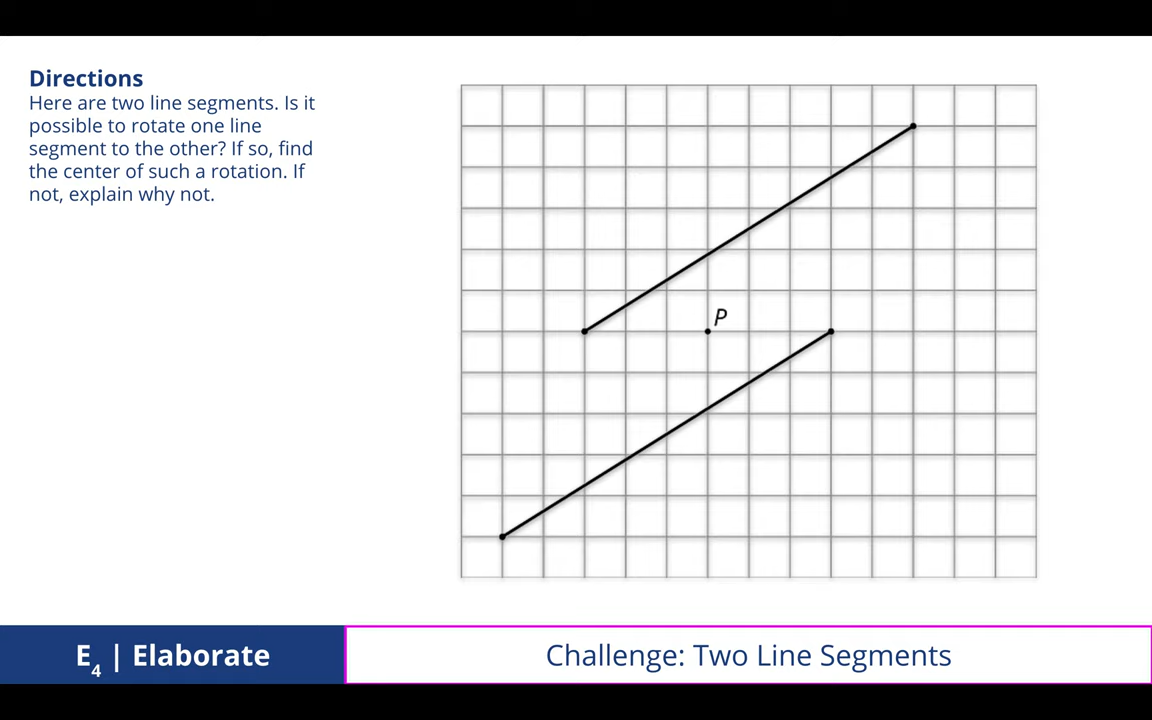 Directions
Here are two line segments. Is it
possible to rotate one line
segment to the other? If so, find
the center of such a rotation. If
not, explain why not.
P
E4 | Elaborate
Challenge: Two Line Segments